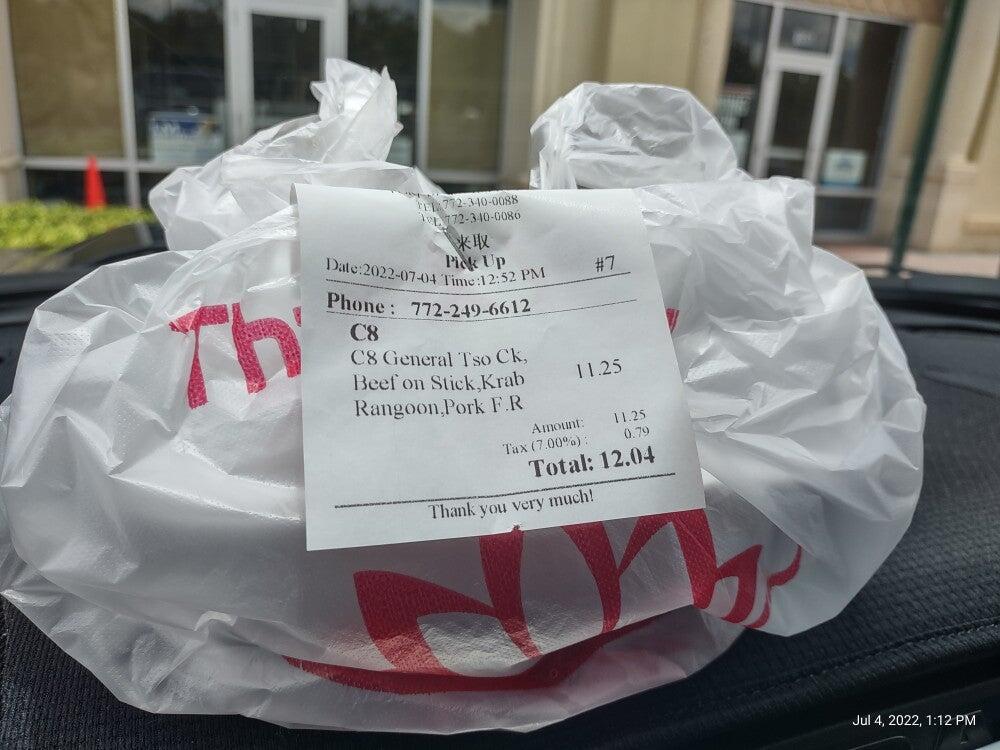 TEL:772-340-0088
TEL:772-340-0086
来取
Pick Up
Date:2022-07-04 Time:12:52 PM #7
Phone : 772-249-6612
C8
C8 General Tso Ck,
Beef on Stick,Krab 11.25
Rangoon,Pork F.R
Amount: 11.25
Tax (7.00%) : 0.79
Total: 12.04
Thank you very much!
Jul 4, 2022, 1:12 PM